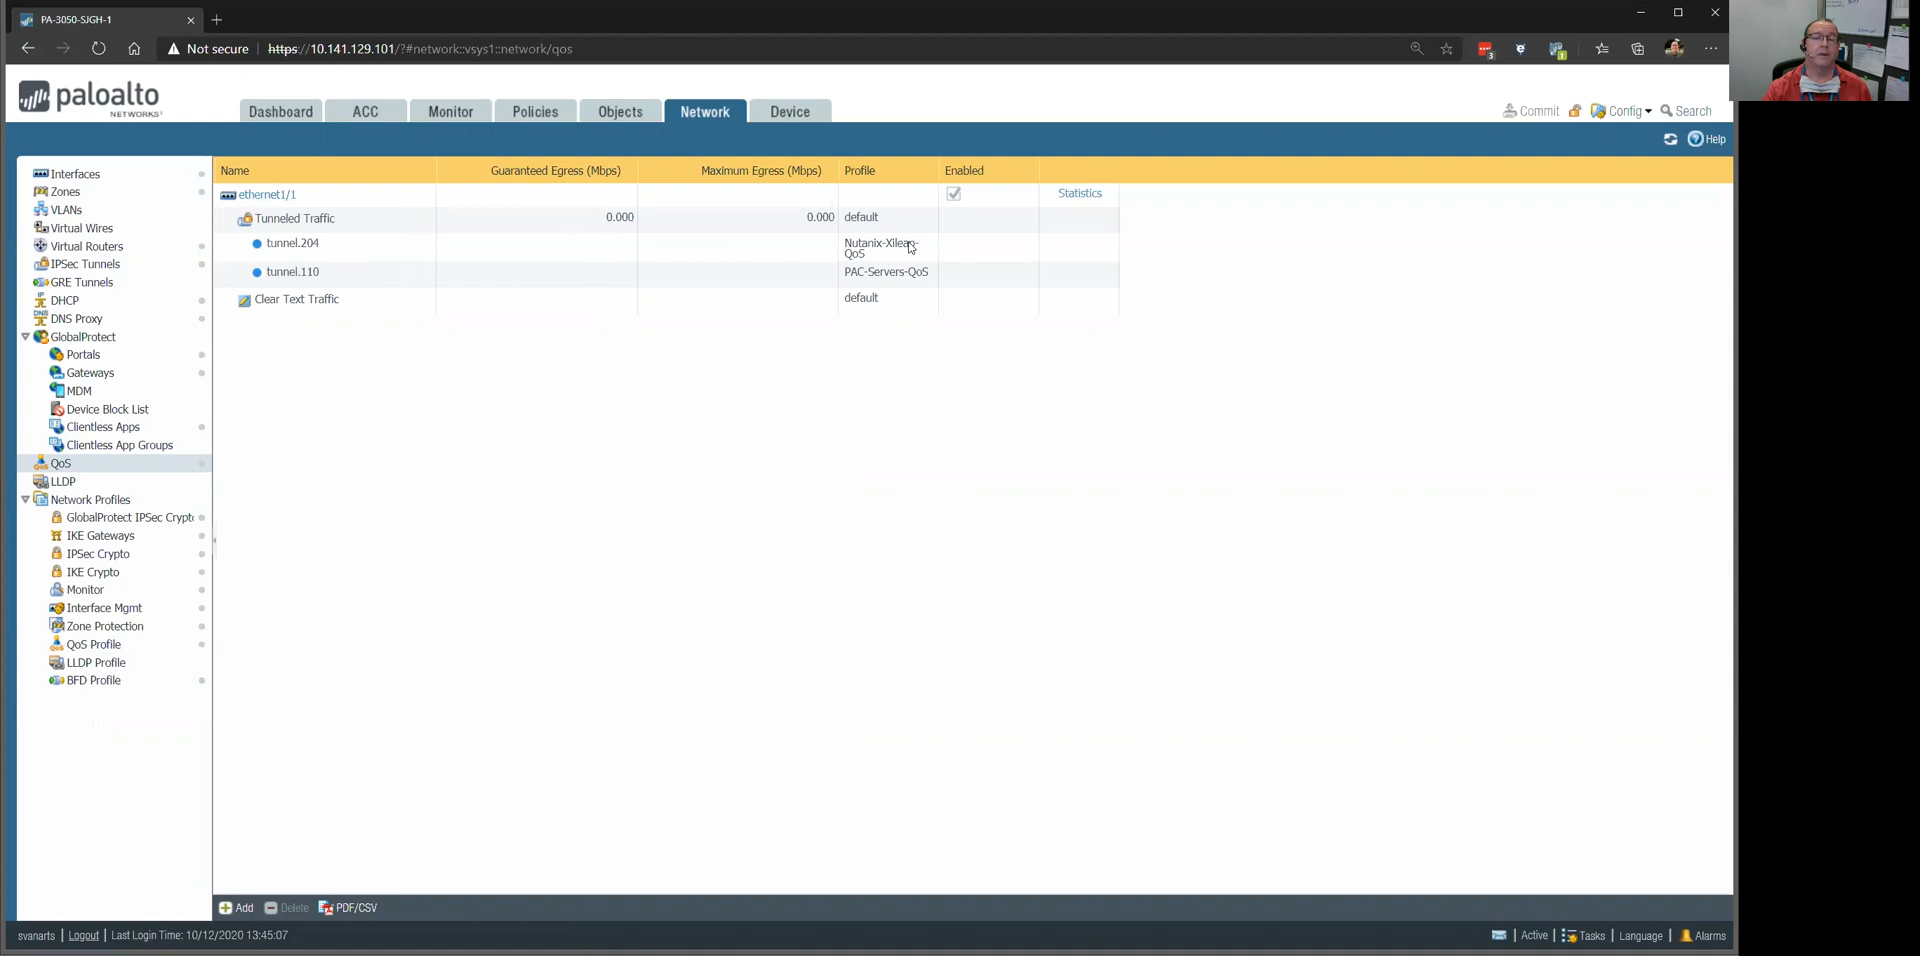 PA-3050-SJGH-1
Not secure
https://10.141.129.101/?#network::vsys1::network/qos
3
1
paloalto
NETWORKS
Dashboard
ACC
Monitor
Policies
Objects
Network
Device
Commit
Config
Search
Help
Interfaces
Zones
VLANs
Virtual Wires
Virtual Routers
IPSec Tunnels
GRE Tunnels
DHCP
DNS Proxy
GlobalProtect
Portals
Gateways
MDM
Device Block List
Clientless Apps
Clientless App Groups
QoS
LLDP
Network Profiles
GlobalProtect IPSec Crypto
IKE Gateways
IPSec Crypto
IKE Crypto
Monitor
Interface Mgmt
Zone Protection
QoS Profile
LLDP Profile
BFD Profile
Name Guaranteed Egress (Mbps) Maximum Egress (Mbps) Profile Enabled
ethernet1/1 Statistics
Tunneled Traffic 0.000 0.000 default
tunnel.204 Nutanix-Xilean-
QoS
tunnel.110 PAC-Servers-QoS
Clear Text Traffic default
Add Delete PDF/CSV
svanarts | Logout | Last Login Time: 10/12/2020 13:45:07
| Active | Tasks | Language | Alarms